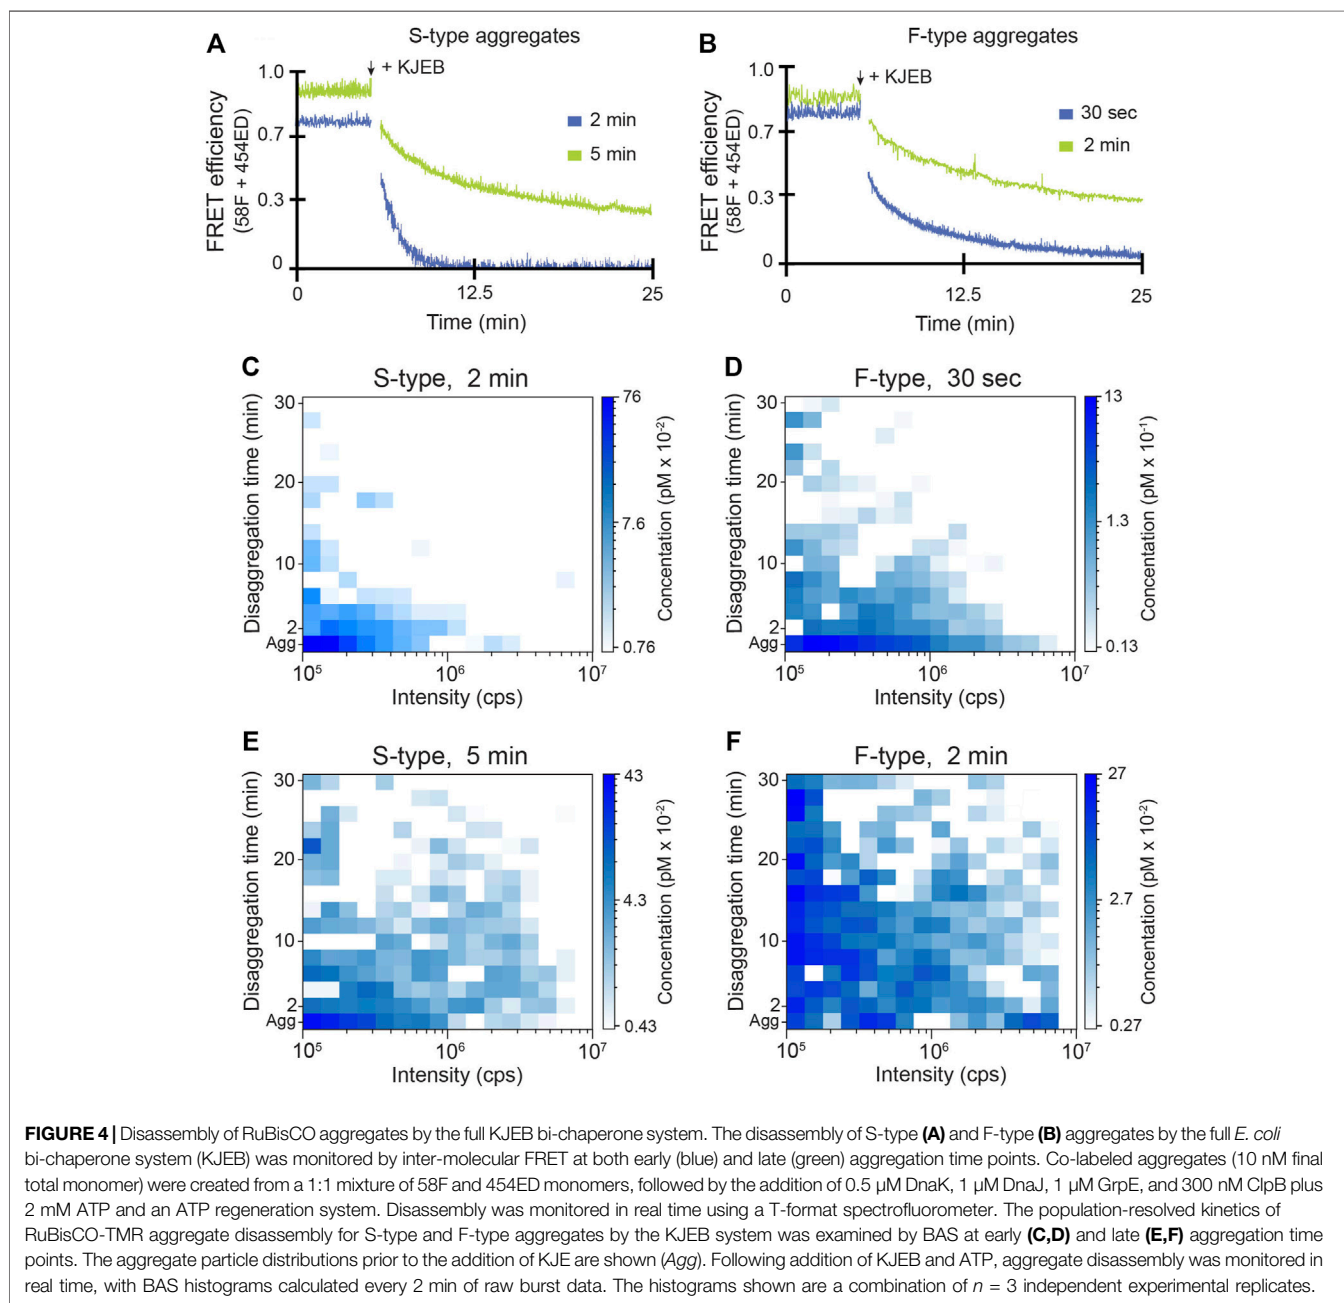 A
S-type aggregates
+ KJEB
FRET efficiency
(58F + 454ED)
1.0
0.7
0.3
0
2 min
5 min
0
12.5
25
Time (min)
B
F-type aggregates
+ KJEB
FRET efficiency
(58F + 454ED)
1.0
0.7
0.3
0
30 sec
2 min
0
12.5
25
Time (min)
C
S-type, 2 min
Disaggregation time (min)
30
20
10
2
Agg
10⁵
10⁶
10⁷
Intensity (cps)
76
7.6
0.76
Concentation (pM x 10⁻²)
D
F-type, 30 sec
Disaggregation time (min)
30
20
10
2
Agg
10⁵
10⁶
10⁷
Intensity (cps)
13
1.3
0.13
Concentation (pM x 10⁻¹)
E
S-type, 5 min
Disaggregation time (min)
30
20
10
2
Agg
10⁵
10⁶
10⁷
Intensity (cps)
43
4.3
0.43
Concentation (pM x 10⁻²)
F
F-type, 2 min
Disaggregation time (min)
30
20
10
2
Agg
10⁵
10⁶
10⁷
Intensity (cps)
27
2.7
0.27
Concentation (pM x 10⁻²)
FIGURE 4 | Disassembly of RuBisCO aggregates by the full KJEB bi-chaperone system. The disassembly of S-type (A) and F-type (B) aggregates by the full E. coli
bi-chaperone system (KJEB) was monitored by inter-molecular FRET at both early (blue) and late (green) aggregation time points. Co-labeled aggregates (10 nM final
total monomer) were created from a 1:1 mixture of 58F and 454ED monomers, followed by the addition of 0.5 µM DnaK, 1 µM DnaJ, 1 µM GrpE, and 300 nM ClpB plus
2 mM ATP and an ATP regeneration system. Disassembly was monitored in real time using a T-format spectrofluorometer. The population-resolved kinetics of
RuBisCO-TMR aggregate disassembly for S-type and F-type aggregates by the KJEB system was examined by BAS at early (C,D) and late (E,F) aggregation time
points. The aggregate particle distributions prior to the addition of KJE are shown (Agg). Following addition of KJEB and ATP, aggregate disassembly was monitored in
real time, with BAS histograms calculated every 2 min of raw burst data. The histograms shown are a combination of n = 3 independent experimental replicates.